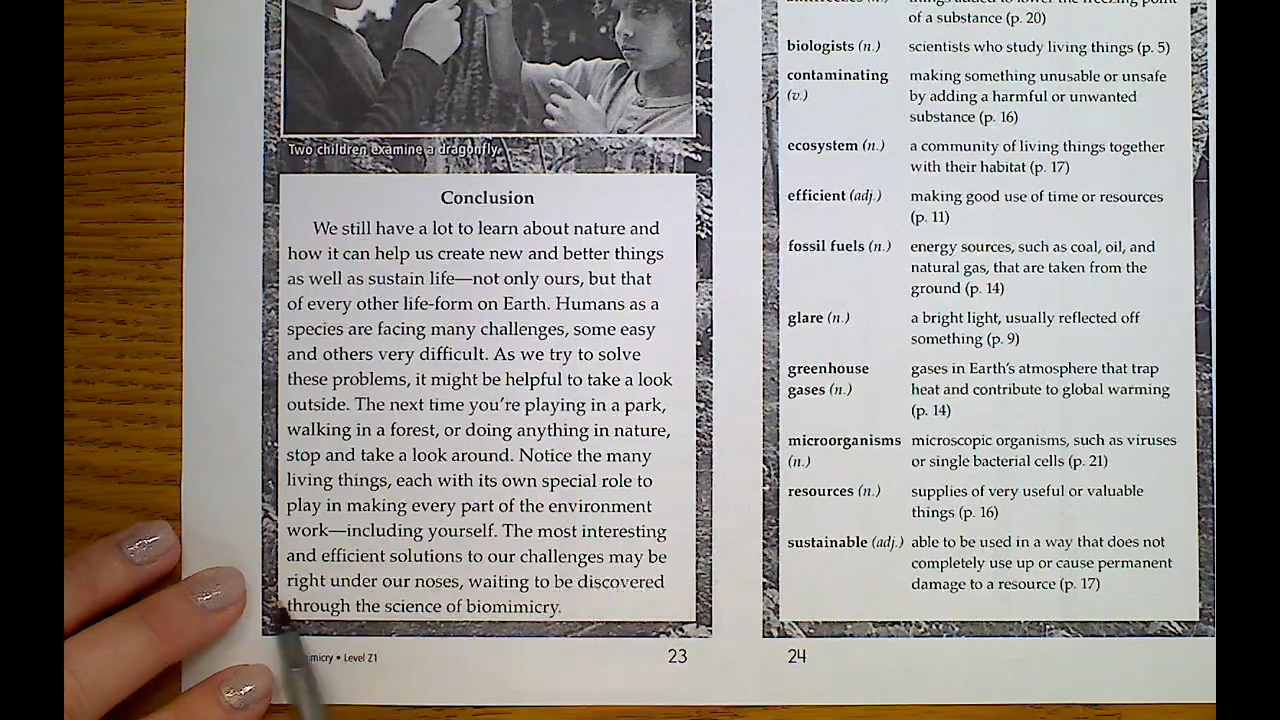 Two children examine a dragonfly.
Conclusion
We still have a lot to learn about nature and
how it can help us create new and better things
as well as sustain life—not only ours, but that
of every other life-form on Earth. Humans as a
species are facing many challenges, some easy
and others very difficult. As we try to solve
these problems, it might be helpful to take a look
outside. The next time you're playing in a park,
walking in a forest, or doing anything in nature,
stop and take a look around. Notice the many
living things, each with its own special role to
play in making every part of the environment
work—including yourself. The most interesting
and efficient solutions to our challenges may be
right under our noses, waiting to be discovered
through the science of biomimicry.
• Level Z1
23
of a substance (p. 20)
biologists (n.) scientists who study living things (p. 5)
contaminating making something unusable or unsafe
(v.) by adding a harmful or unwanted
substance (p. 16)
ecosystem (n.) a community of living things together
with their habitat (p. 17)
efficient (adj.) making good use of time or resources
(p. 11)
fossil fuels (n.) energy sources, such as coal, oil, and
natural gas, that are taken from the
ground (p. 14)
glare (n.) a bright light, usually reflected off
something (p. 9)
greenhouse gases in Earth's atmosphere that trap
gases (n.) heat and contribute to global warming
(p. 14)
microorganisms microscopic organisms, such as viruses
(n.) or single bacterial cells (p. 21)
resources (n.) supplies of very useful or valuable
things (p. 16)
sustainable (adj.) able to be used in a way that does not
completely use up or cause permanent
damage to a resource (p. 17)
24